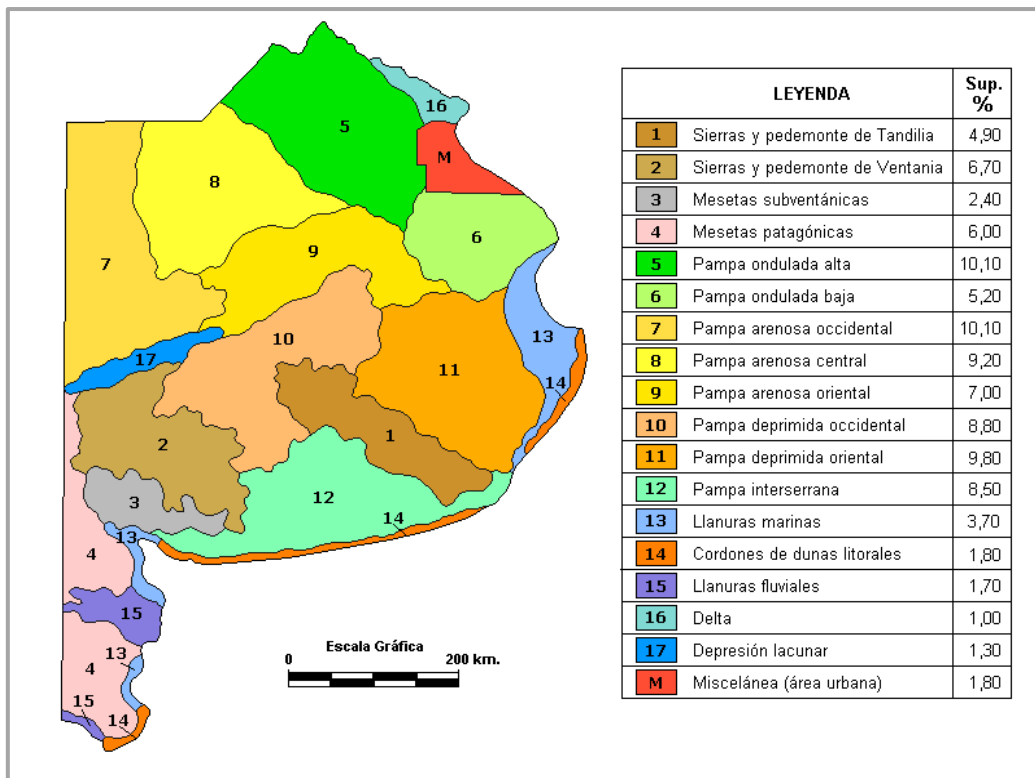 16
5
M
8
6
9
7
13
10
17
11
14
1
2
12
3
14
13
4
15
13
4
15
14
Escala Gráfica
0 200 km.
LEYENDA Sup. %
1 Sierras y pedemonte de Tandilia 4,90
2 Sierras y pedemonte de Ventania 6,70
3 Mesetas subventánicas 2,40
4 Mesetas patagónicas 6,00
5 Pampa ondulada alta 10,10
6 Pampa ondulada baja 5,20
7 Pampa arenosa occidental 10,10
8 Pampa arenosa central 9,20
9 Pampa arenosa oriental 7,00
10 Pampa deprimida occidental 8,80
11 Pampa deprimida oriental 9,80
12 Pampa interserrana 8,50
13 Llanuras marinas 3,70
14 Cordones de dunas litorales 1,80
15 Llanuras fluviales 1,70
16 Delta 1,00
17 Depresión lacunar 1,30
M Miscelánea (área urbana) 1,80